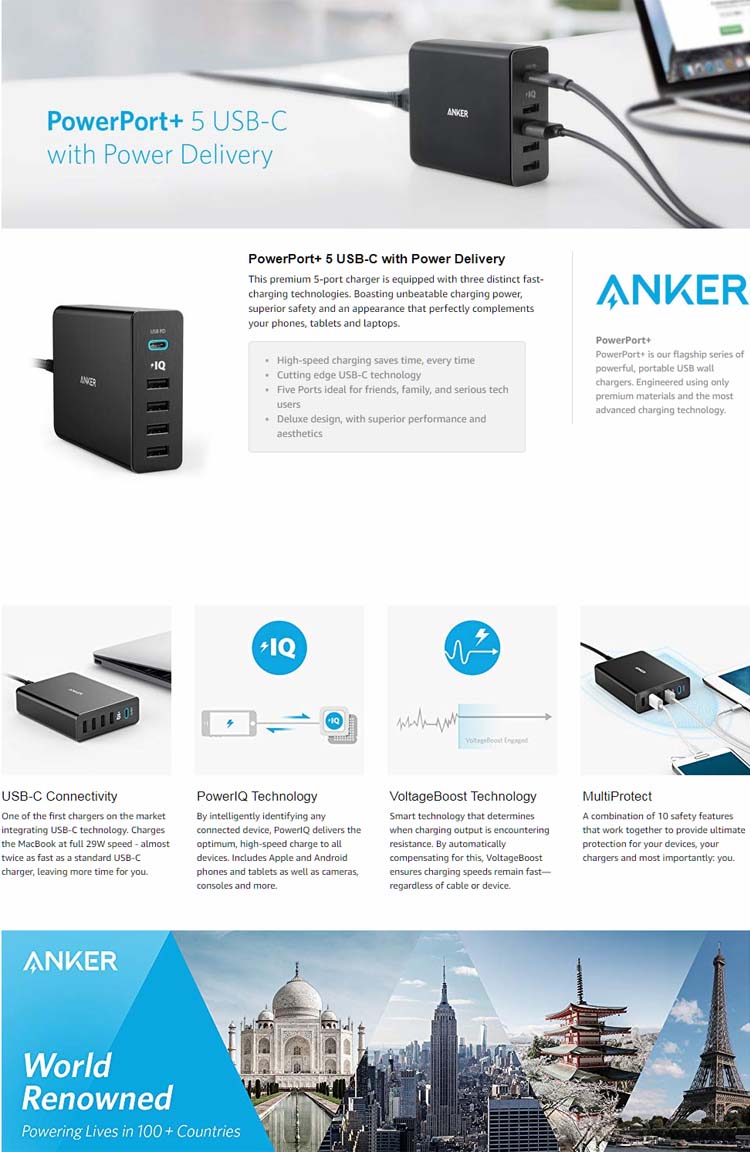 PowerPort+ 5 USB-C
with Power Delivery
IQ
ANKER
PowerPort+ 5 USB-C with Power Delivery
This premium 5-port charger is equipped with three distinct fast-
charging technologies. Boasting unbeatable charging power,
superior safety and an appearance that perfectly complements
your phones, tablets and laptops.
• High-speed charging saves time, every time
• Cutting edge USB-C technology
• Five Ports ideal for friends, family, and serious tech
users
• Deluxe design, with superior performance and
aesthetics
USB PD
IQ
ANKER
ANKER
PowerPort+
PowerPort+ is our flagship series of
powerful, portable USB wall
chargers. Engineered using only
premium materials and the most
advanced charging technology.
ANKER
IQ
IQ
VoltageBoost Engaged
USB-C Connectivity
One of the first chargers on the market
integrating USB-C technology. Charges
the MacBook at full 29W speed - almost
twice as fast as a standard USB-C
charger, leaving more time for you.
PowerIQ Technology
By intelligently identifying any
connected device, PowerIQ delivers the
optimum, high-speed charge to all
devices. Includes Apple and Android
phones and tablets as well as cameras,
consoles and more.
VoltageBoost Technology
Smart technology that determines
when charging output is encountering
resistance. By automatically
compensating for this, VoltageBoost
ensures charging speeds remain fast—
regardless of cable or device.
MultiProtect
A combination of 10 safety features
that work together to provide ultimate
protection for your devices, your
chargers and most importantly: you.
ANKER
World
Renowned
Powering Lives in 100 + Countries